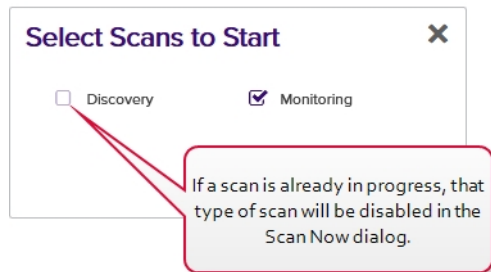 Select Scans to Start
Discovery
Monitoring
If a scan is already in progress, that
type of scan will be disabled in the
Scan Now dialog.